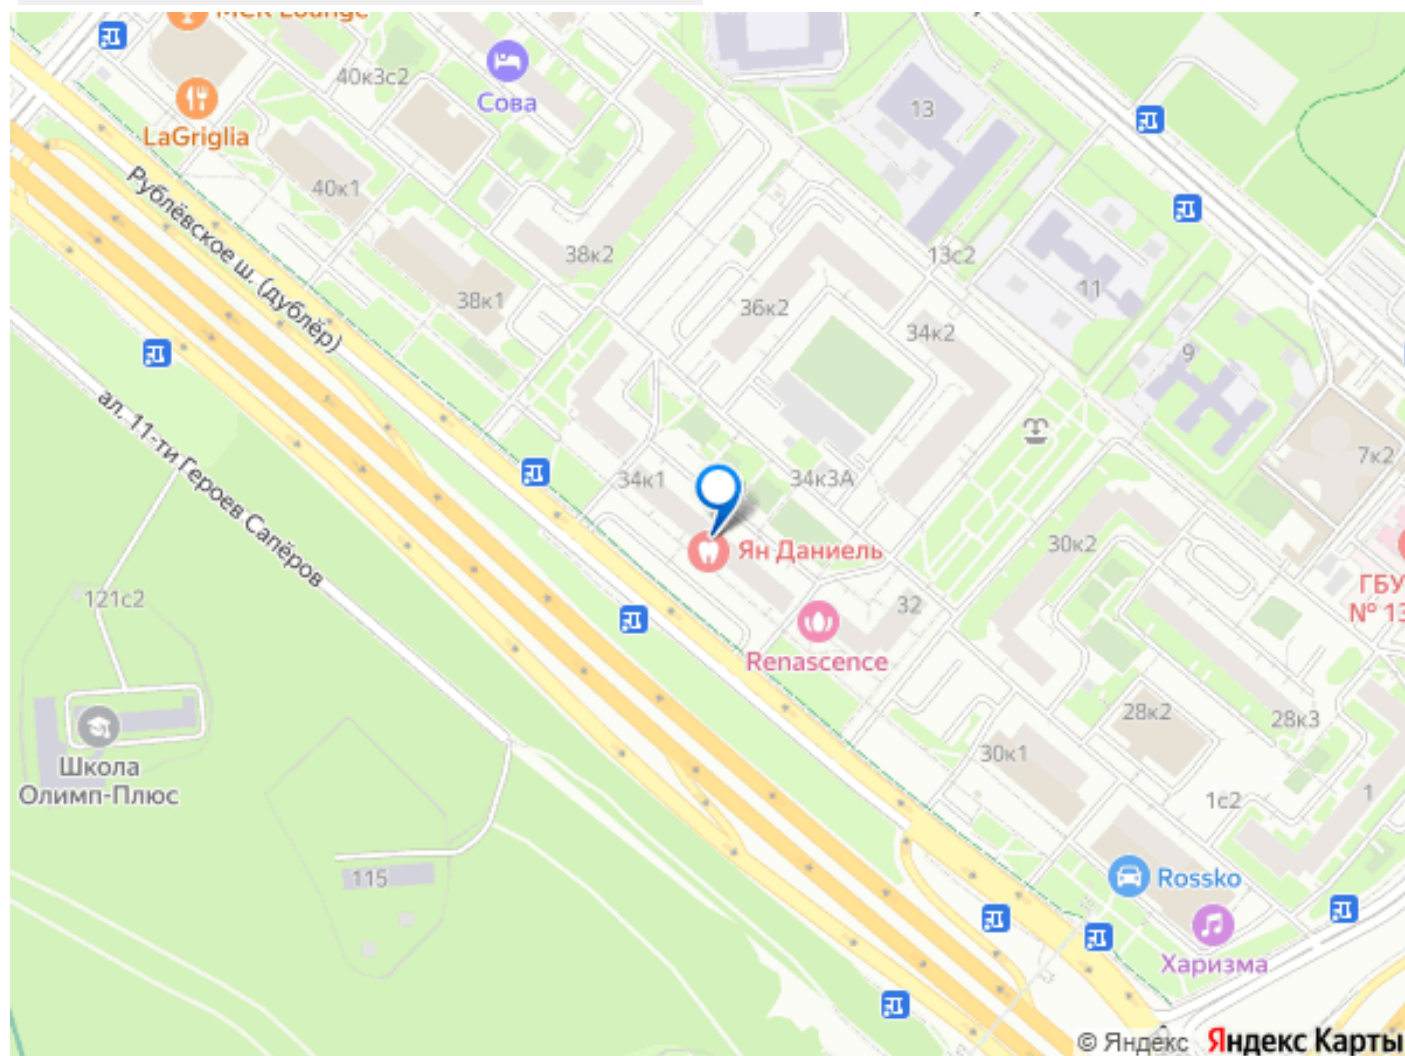 40к3с2
Сова
LaGriglia
13
40к1
Рублёвское ш. (дублёр)
38к2
13с2
38к1
36к2
11
34к2
9
ал. 11-ти Героев Сапёров
34к1
34к3А
7к2
Ян Даниель
30к2
121с2
32
ГБУ
Renascence
28к2
28к3
30к1
Школа
Олимп-Плюс
1с2
1
115
Rossko
Харизма
© Яндекс Яндекс Карты